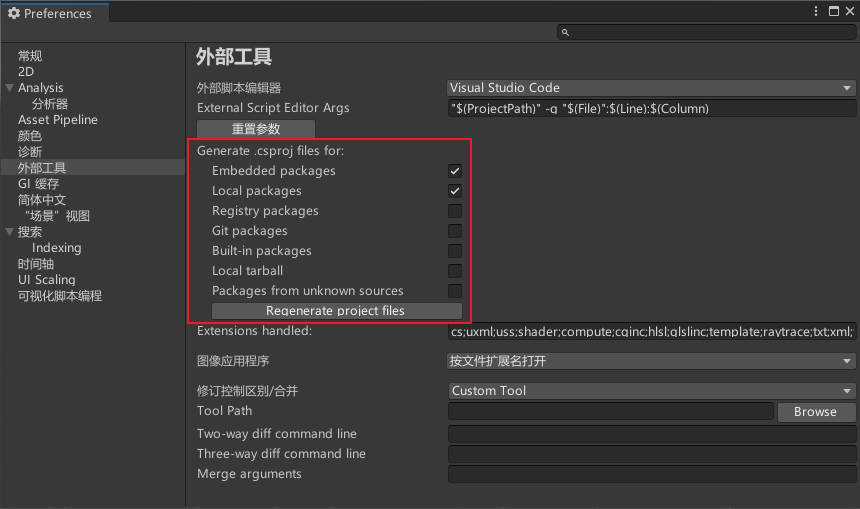 Preferences
常规
2D
Analysis
分析器
Asset Pipeline
颜色
诊断
外部工具
GI 缓存
简体中文
“场景”视图
搜索
Indexing
时间轴
UI Scaling
可视化脚本编程
外部工具
外部脚本编辑器 Visual Studio Code
External Script Editor Args "$(ProjectPath)" -g "$(File)":$(Line):$(Column)
重置参数
Generate .csproj files for:
Embedded packages
Local packages
Registry packages
Git packages
Built-in packages
Local tarball
Packages from unknown sources
Regenerate project files
Extensions handled: cs;uxml;uss;shader;compute;cginc;hlsl;glslinc;template;raytrace;txt;xml;
图像应用程序 按文件扩展名打开
修订控制区别/合并 Custom Tool
Tool Path Browse
Two-way diff command line
Three-way diff command line
Merge arguments